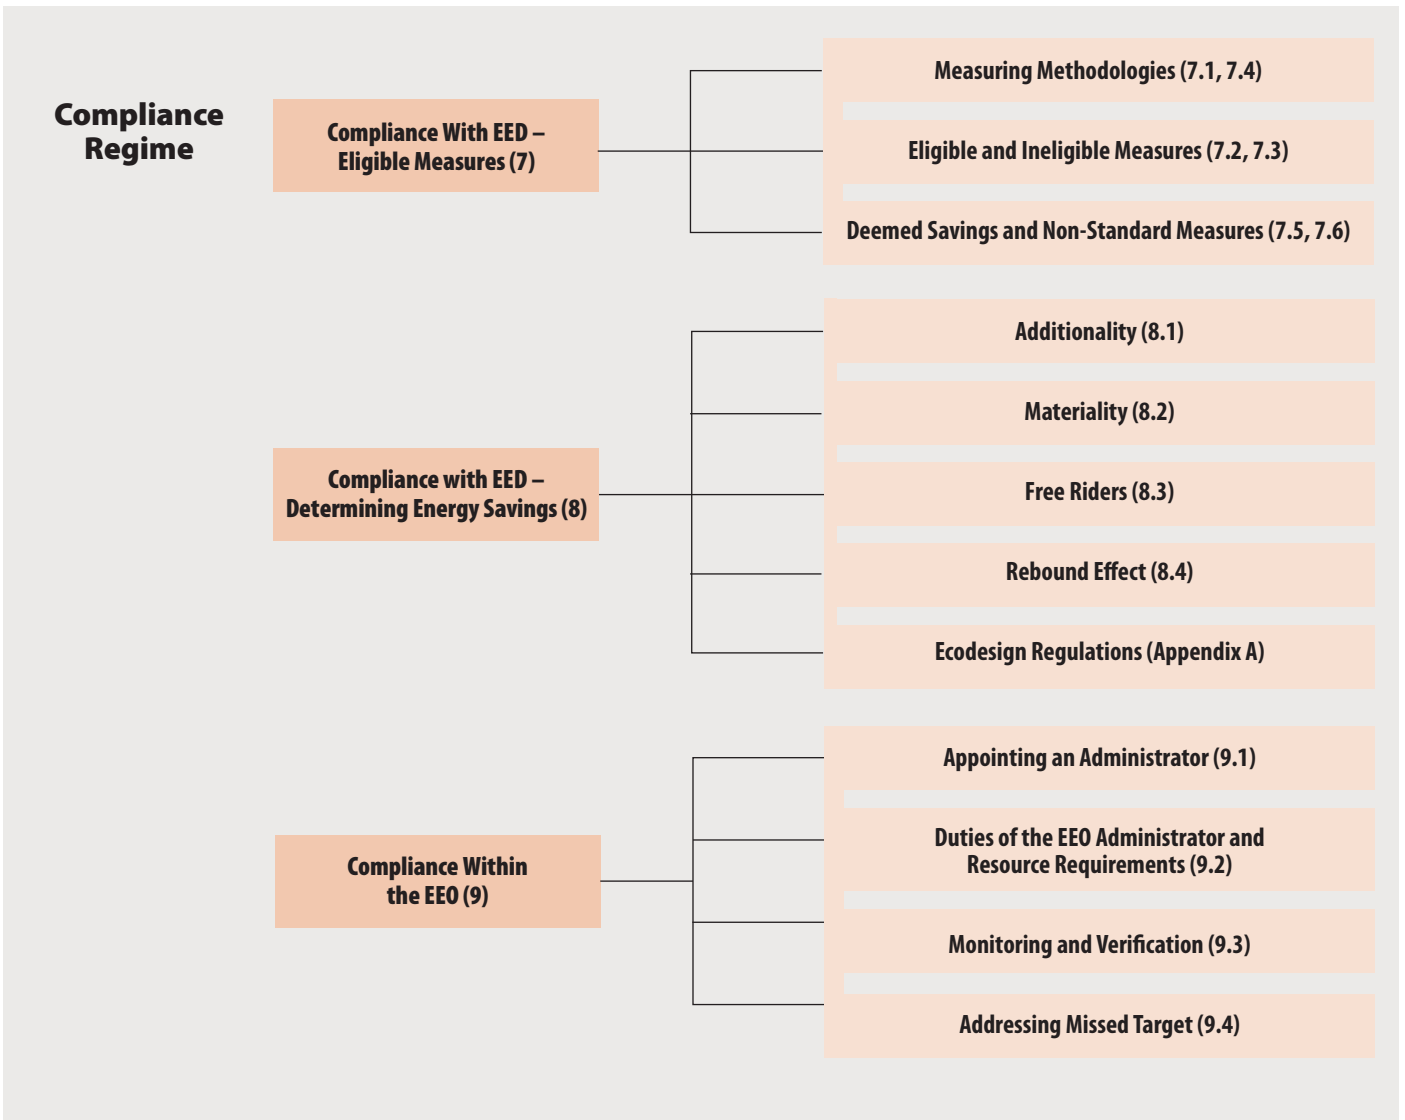 Compliance
Regime
Compliance With EED –
Eligible Measures (7)
Measuring Methodologies (7.1, 7.4)
Eligible and Ineligible Measures (7.2, 7.3)
Deemed Savings and Non-Standard Measures (7.5, 7.6)
Compliance with EED –
Determining Energy Savings (8)
Additionality (8.1)
Materiality (8.2)
Free Riders (8.3)
Rebound Effect (8.4)
Ecodesign Regulations (Appendix A)
Compliance Within
the EEO (9)
Appointing an Administrator (9.1)
Duties of the EEO Administrator and
Resource Requirements (9.2)
Monitoring and Verification (9.3)
Addressing Missed Target (9.4)